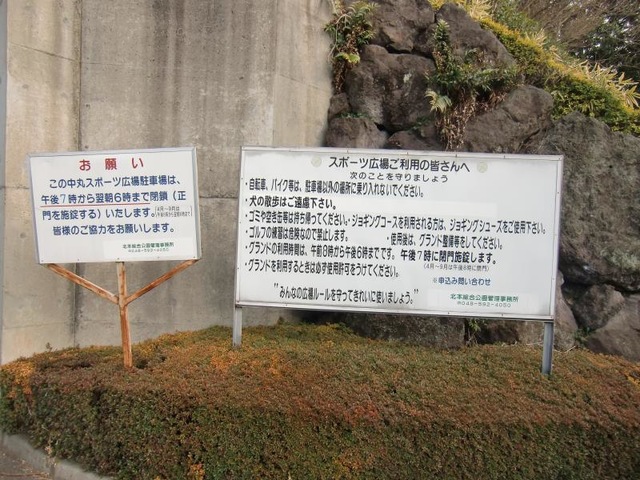 お願い
この中丸スポーツ広場駐車場は、
午後7時から翌朝6時まで閉鎖（正
門を施錠する）いたします。
皆様のご協力をお願いします。
北本総合公園管理事務所
スポーツ広場ご利用の皆さんへ
次のことを守りましょう
・自転車、バイク等は、駐車場以外の場所に乗り入れないでください。
・犬の散歩はご遠慮下さい。
・ゴミや空き缶等は持ち帰ってください。・ジョギングコースを利用される方は、ジョギングシューズをご使用下さい。
・ゴルフの練習は危険なので禁止します。 ・使用後は、グランド整備等をしてください。
・グランドの利用時間は、午前8時から午後6時までです。午後7時に閉門施錠します。
(4月〜9月は午後8時に閉門)
・グランドを利用するときは必ず使用許可をうけてください。
※申込み問い合わせ
"みんなの広場ルールを守ってきれいに使いましょう。"
北本総合公園管理事務所